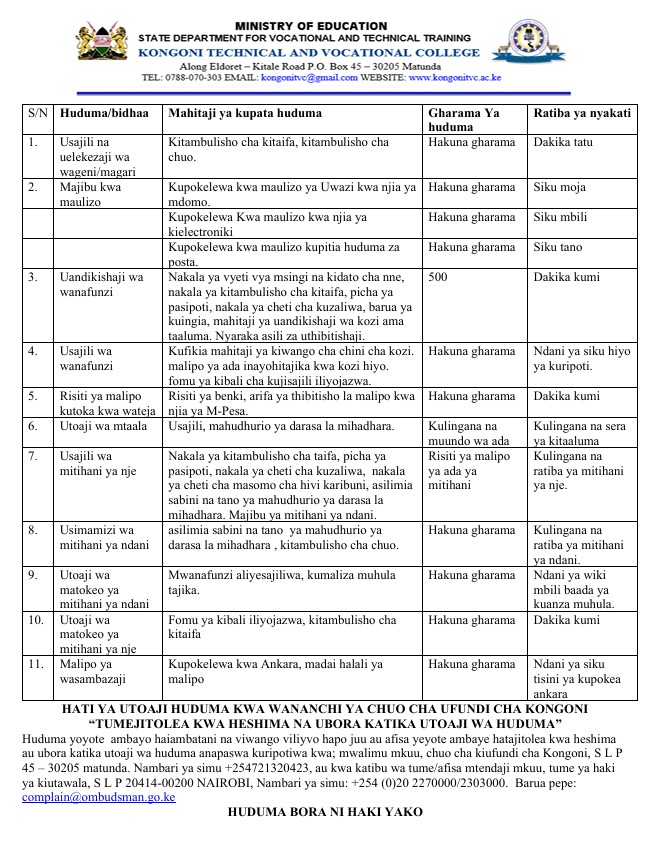 MINISTRY OF EDUCATION
STATE DEPARTMENT FOR VOCATIONAL AND TECHNICAL TRAINING
KONGONI TECHNICAL AND VOCATIONAL COLLEGE
Along Eldoret – Kitale Road P.O. Box 45 – 30205 Matunda
TEL: 0788-070-303 EMAIL: kongonitvc@gmail.com WEBSITE: www.kongonitvc.ac.ke
S/N Huduma/bidhaa Mahitaji ya kupata huduma Gharama Ya huduma Ratiba ya nyakati
1. Usajili na uelekezaji wa wageni/magari Kitambulisho cha kitaifa, kitambulisho cha chuo. Hakuna gharama Dakika tatu
2. Majibu kwa maulizo Kupokelewa kwa maulizo ya Uwazi kwa njia ya mdomo. Hakuna gharama Siku moja
Kupokelewa Kwa maulizo kwa njia ya kielectroniki Hakuna gharama Siku mbili
Kupokelewa kwa maulizo kupitia huduma za posta. Hakuna gharama Siku tano
3. Uandikishaji wa wanafunzi Nakala ya vyeti vya msingi na kidato cha nne, nakala ya kitambulisho cha kitaifa, picha ya pasipoti, nakala ya cheti cha kuzaliwa, barua ya kuingia, mahitaji ya uandikishaji wa kozi ama taaluma. Nyaraka asili za uthibitishaji. 500 Dakika kumi
4. Usajili wa wanafunzi Kufikia mahitaji ya kiwango cha chini cha kozi. malipo ya ada inayohitajika kwa kozi hiyo. fomu ya kibali cha kujisajili iliyojazwa. Hakuna gharama Ndani ya siku hiyo ya kuripoti.
5. Risiti ya malipo kutoka kwa wateja Risiti ya benki, arifa ya thibitisho la malipo kwa njia ya M-Pesa. Hakuna gharama Dakika kumi
6. Utoaji wa mtaala Usajili, mahudhurio ya darasa la mihadhara. Kulingana na muundo wa ada Kulingana na sera ya kitaaluma
7. Usajili wa mitihani ya nje Nakala ya kitambulisho cha taifa, picha ya pasipoti, nakala ya cheti cha kuzaliwa, nakala ya cheti cha masomo cha hivi karibuni, asilimia sabini na tano ya mahudhurio ya darasa la mihadhara. Majibu ya mitihani ya ndani. Risiti ya malipo ya ada ya mitihani Kulingana na ratiba ya mitihani ya nje.
8. Usimamizi wa mitihani ya ndani asilimia sabini na tano ya mahudhurio ya darasa la mihadhara , kitambulisho cha chuo. Hakuna gharama Kulingana na ratiba ya mitihani ya ndani.
9. Utoaji wa matokeo ya mitihani ya ndani Mwanafunzi aliyesajiliwa, kumaliza muhula tajika. Hakuna gharama Ndani ya wiki mbili baada ya kuanza muhula.
10. Utoaji wa matokeo ya mitihani ya nje Fomu ya kibali iliyojazwa, kitambulisho cha kitaifa Hakuna gharama Dakika kumi
11. Malipo ya wasambazaji Kupokelewa kwa Ankara, madai halali ya malipo Hakuna gharama Ndani ya siku tisini ya kupokea ankara
HATI YA UTOAJI HUDUMA KWA WANANCHI YA CHUO CHA UFUNDI CHA KONGONI
“TUMEJITOLEA KWA HESHIMA NA UBORA KATIKA UTOAJI WA HUDUMA”
Huduma yoyote ambayo haiambatani na viwango viliyvo hapo juu au afisa yeyote ambaye hatajitolea kwa heshima
au ubora katika utoaji wa huduma anapaswa kuripotiwa kwa; mwalimu mkuu, chuo cha kiufundi cha Kongoni, S L P
45 – 30205 matunda. Nambari ya simu +254721320423, au kwa katibu wa tume/afisa mtendaji mkuu, tume ya haki
ya kiutawala, S L P 20414-00200 NAIROBI, Nambari ya simu: +254 (0)20 2270000/2303000. Barua pepe:
complain@ombudsman.go.ke
HUDUMA BORA NI HAKI YAKO